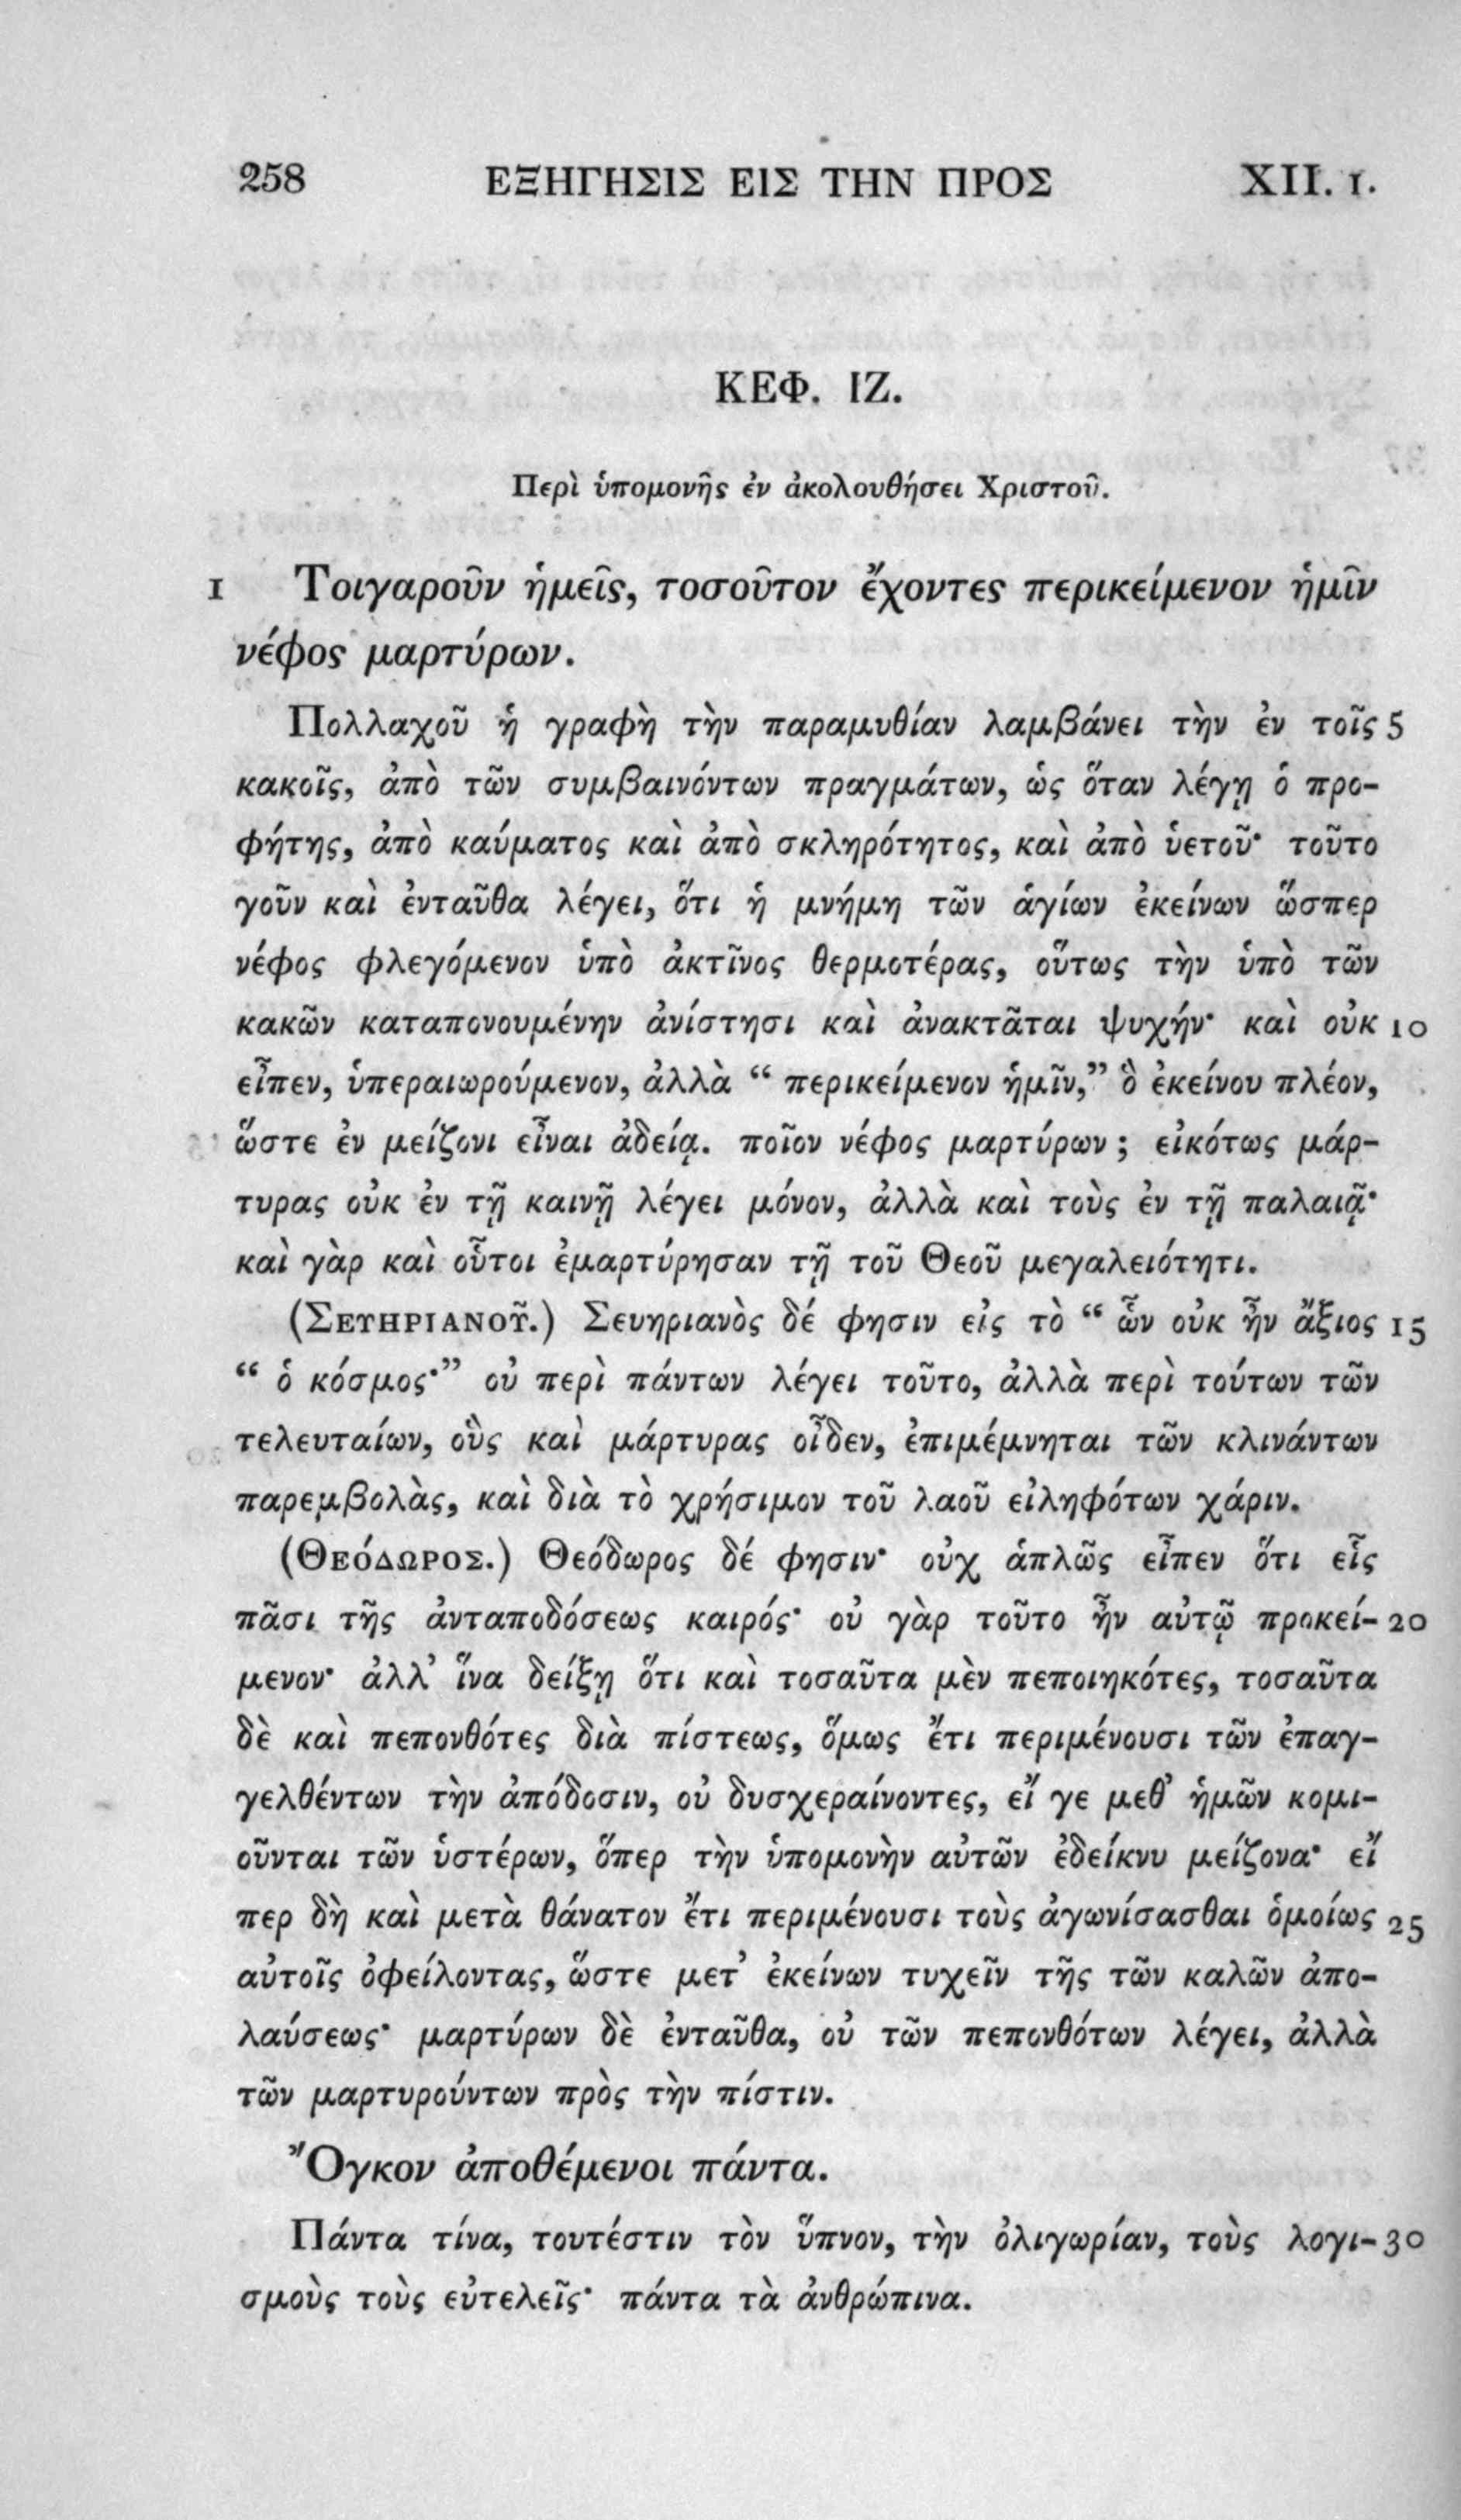 258 ΕΞΗΓΗΣΙΣ ΕΙΣ ΤΗΝ ΠΡΟΣ XII. 1.
ΚΕΦ. ΙΖ.
Περὶ ὑπομονῆς ἐν ἀκολουθήσει Χριστοῦ.
1 Τοιγαροῦν ἡμεῖς, τοσοῦτον ἔχοντες περικείμενον ἡμῖν
νέφος μαρτύρων.
Πολλαχοῦ ἡ γραφὴ τὴν παραμυθίαν λαμβάνει τὴν ἐν τοῖς 5
κακοῖς, ἀπὸ τῶν συμβαινόντων πραγμάτων, ὡς ὅταν λέγῃ ὁ προ-
φήτης, ἀπὸ καύματος καὶ ἀπὸ σκληρότητος, καὶ ἀπὸ ὑετοῦ· τοῦτο
γοῦν καὶ ἐνταῦθα λέγει, ὅτι ἡ μνήμη τῶν ἁγίων ἐκείνων ὥσπερ
νέφος φλεγόμενον ὑπὸ ἀκτῖνος θερμοτέρας, οὕτως τὴν ὑπὸ τῶν
κακῶν καταπονουμένην ἀνίστησι καὶ ἀνακτᾶται ψυχήν· καὶ οὐκ 10
εἶπεν, ὑπεραιωρούμενον, ἀλλὰ “ περικείμενον ἡμῖν,” ὃ ἐκείνου πλέον,
ὥστε ἐν μείζονι εἶναι ἀδείᾳ. ποῖον νέφος μαρτύρων ; εἰκότως μάρ-
τυρας οὐκ ἐν τῇ καινῇ λέγει μόνον, ἀλλὰ καὶ τοὺς ἐν τῇ παλαιᾷ·
καὶ γὰρ καὶ οὗτοι ἐμαρτύρησαν τῇ τοῦ Θεοῦ μεγαλειότητι.
(ΣΕΥΗΡΙΑΝΟῦ.) Σευηριανὸς δέ φησιν εἰς τὸ “ ὧν οὐκ ἦν ἄξιος 15
“ ὁ κόσμος·” οὐ περὶ πάντων λέγει τοῦτο, ἀλλὰ περὶ τούτων τῶν
τελευταίων, οὓς καὶ μάρτυρας οἶδεν, ἐπιμέμνηται τῶν κλινάντων
παρεμβολὰς, καὶ διὰ τὸ χρήσιμον τοῦ λαοῦ εἰληφότων χάριν.
(ΘΕόΔΩΡΟΣ.) Θεόδωρος δέ φησιν· οὐχ ἁπλῶς εἶπεν ὅτι εἷς
πᾶσι τῆς ἀνταποδόσεως καιρός· οὐ γὰρ τοῦτο ἦν αὐτῷ προκεί- 20
μενον· ἀλλ’ ἵνα δείξῃ ὅτι καὶ τοσαῦτα μὲν πεποιηκότες, τοσαῦτα
δὲ καὶ πεπονθότες διὰ πίστεως, ὅμως ἔτι περιμένουσι τῶν ἐπαγ-
γελθέντων τὴν ἀπόδοσιν, οὐ δυσχεραίνοντες, εἴ γε μεθ’ ἡμῶν κομι-
οῦνται τῶν ὑστέρων, ὅπερ τὴν ὑπομονὴν αὐτῶν ἐδείκνυ μείζονα· εἴ
περ δὴ καὶ μετὰ θάνατον ἔτι περιμένουσι τοὺς ἀγωνίσασθαι ὁμοίως 25
αὐτοῖς ὀφείλοντας, ὥστε μετ’ ἐκείνων τυχεῖν τῆς τῶν καλῶν ἀπο-
λαύσεως· μαρτύρων δὲ ἐνταῦθα, οὐ τῶν πεπονθότων λέγει, ἀλλὰ
τῶν μαρτυρούντων πρὸς τὴν πίστιν.
Ὄγκον ἀποθέμενοι πάντα.
Πάντα τίνα, τουτέστιν τὸν ὕπνον, τὴν ὀλιγωρίαν, τοὺς λογι- 30
σμοὺς τοὺς εὐτελεῖς· πάντα τὰ ἀνθρώπινα.